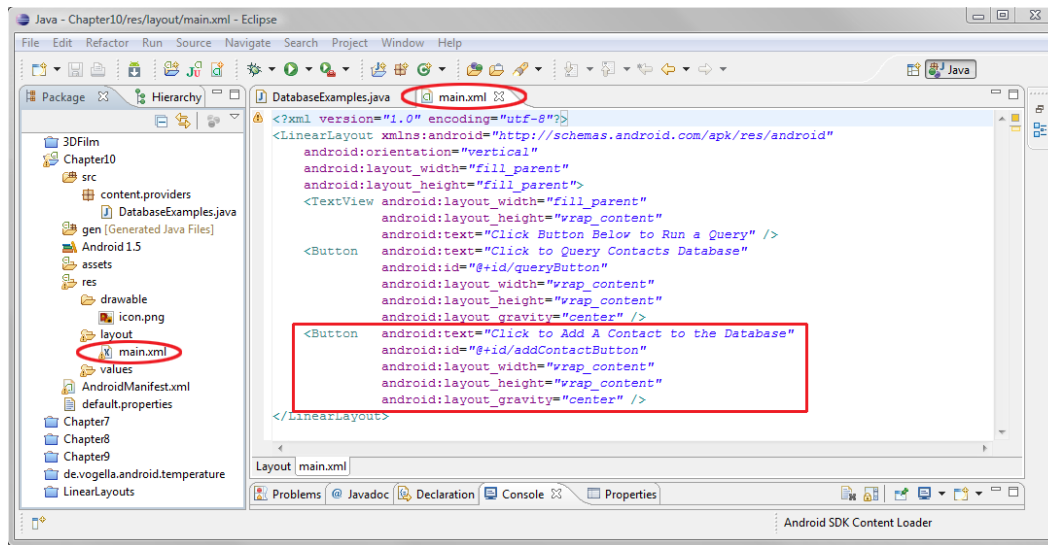 Java - Chapter10/res/layout/main.xml - Eclipse
File Edit Refactor Run Source Navigate Search Project Window Help
Java
Package Hierarchy
DatabaseExamples.java main.xml
3DFilm
Chapter10
src
content.providers
DatabaseExamples.java
gen [Generated Java Files]
Android 1.5
assets
res
drawable
icon.png
layout
main.xml
values
AndroidManifest.xml
default.properties
Chapter7
Chapter8
Chapter9
de.vogella.android.temperature
LinearLayouts
<?xml version="1.0" encoding="utf-8"?>
<LinearLayout xmlns:android="http://schemas.android.com/apk/res/android"
android:orientation="vertical"
android:layout_width="fill_parent"
android:layout_height="fill_parent">
<TextView android:layout_width="fill_parent"
android:layout_height="wrap_content"
android:text="Click Button Below to Run a Query" />
<Button android:text="Click to Query Contacts Database"
android:id="@+id/queryButton"
android:layout_width="wrap_content"
android:layout_height="wrap_content"
android:layout_gravity="center" />
<Button android:text="Click to Add A Contact to the Database"
android:id="@+id/addContactButton"
android:layout_width="wrap_content"
android:layout_height="wrap_content"
android:layout_gravity="center" />
</LinearLayout>
Layout main.xml
Problems @ Javadoc Declaration Console Properties
Android SDK Content Loader